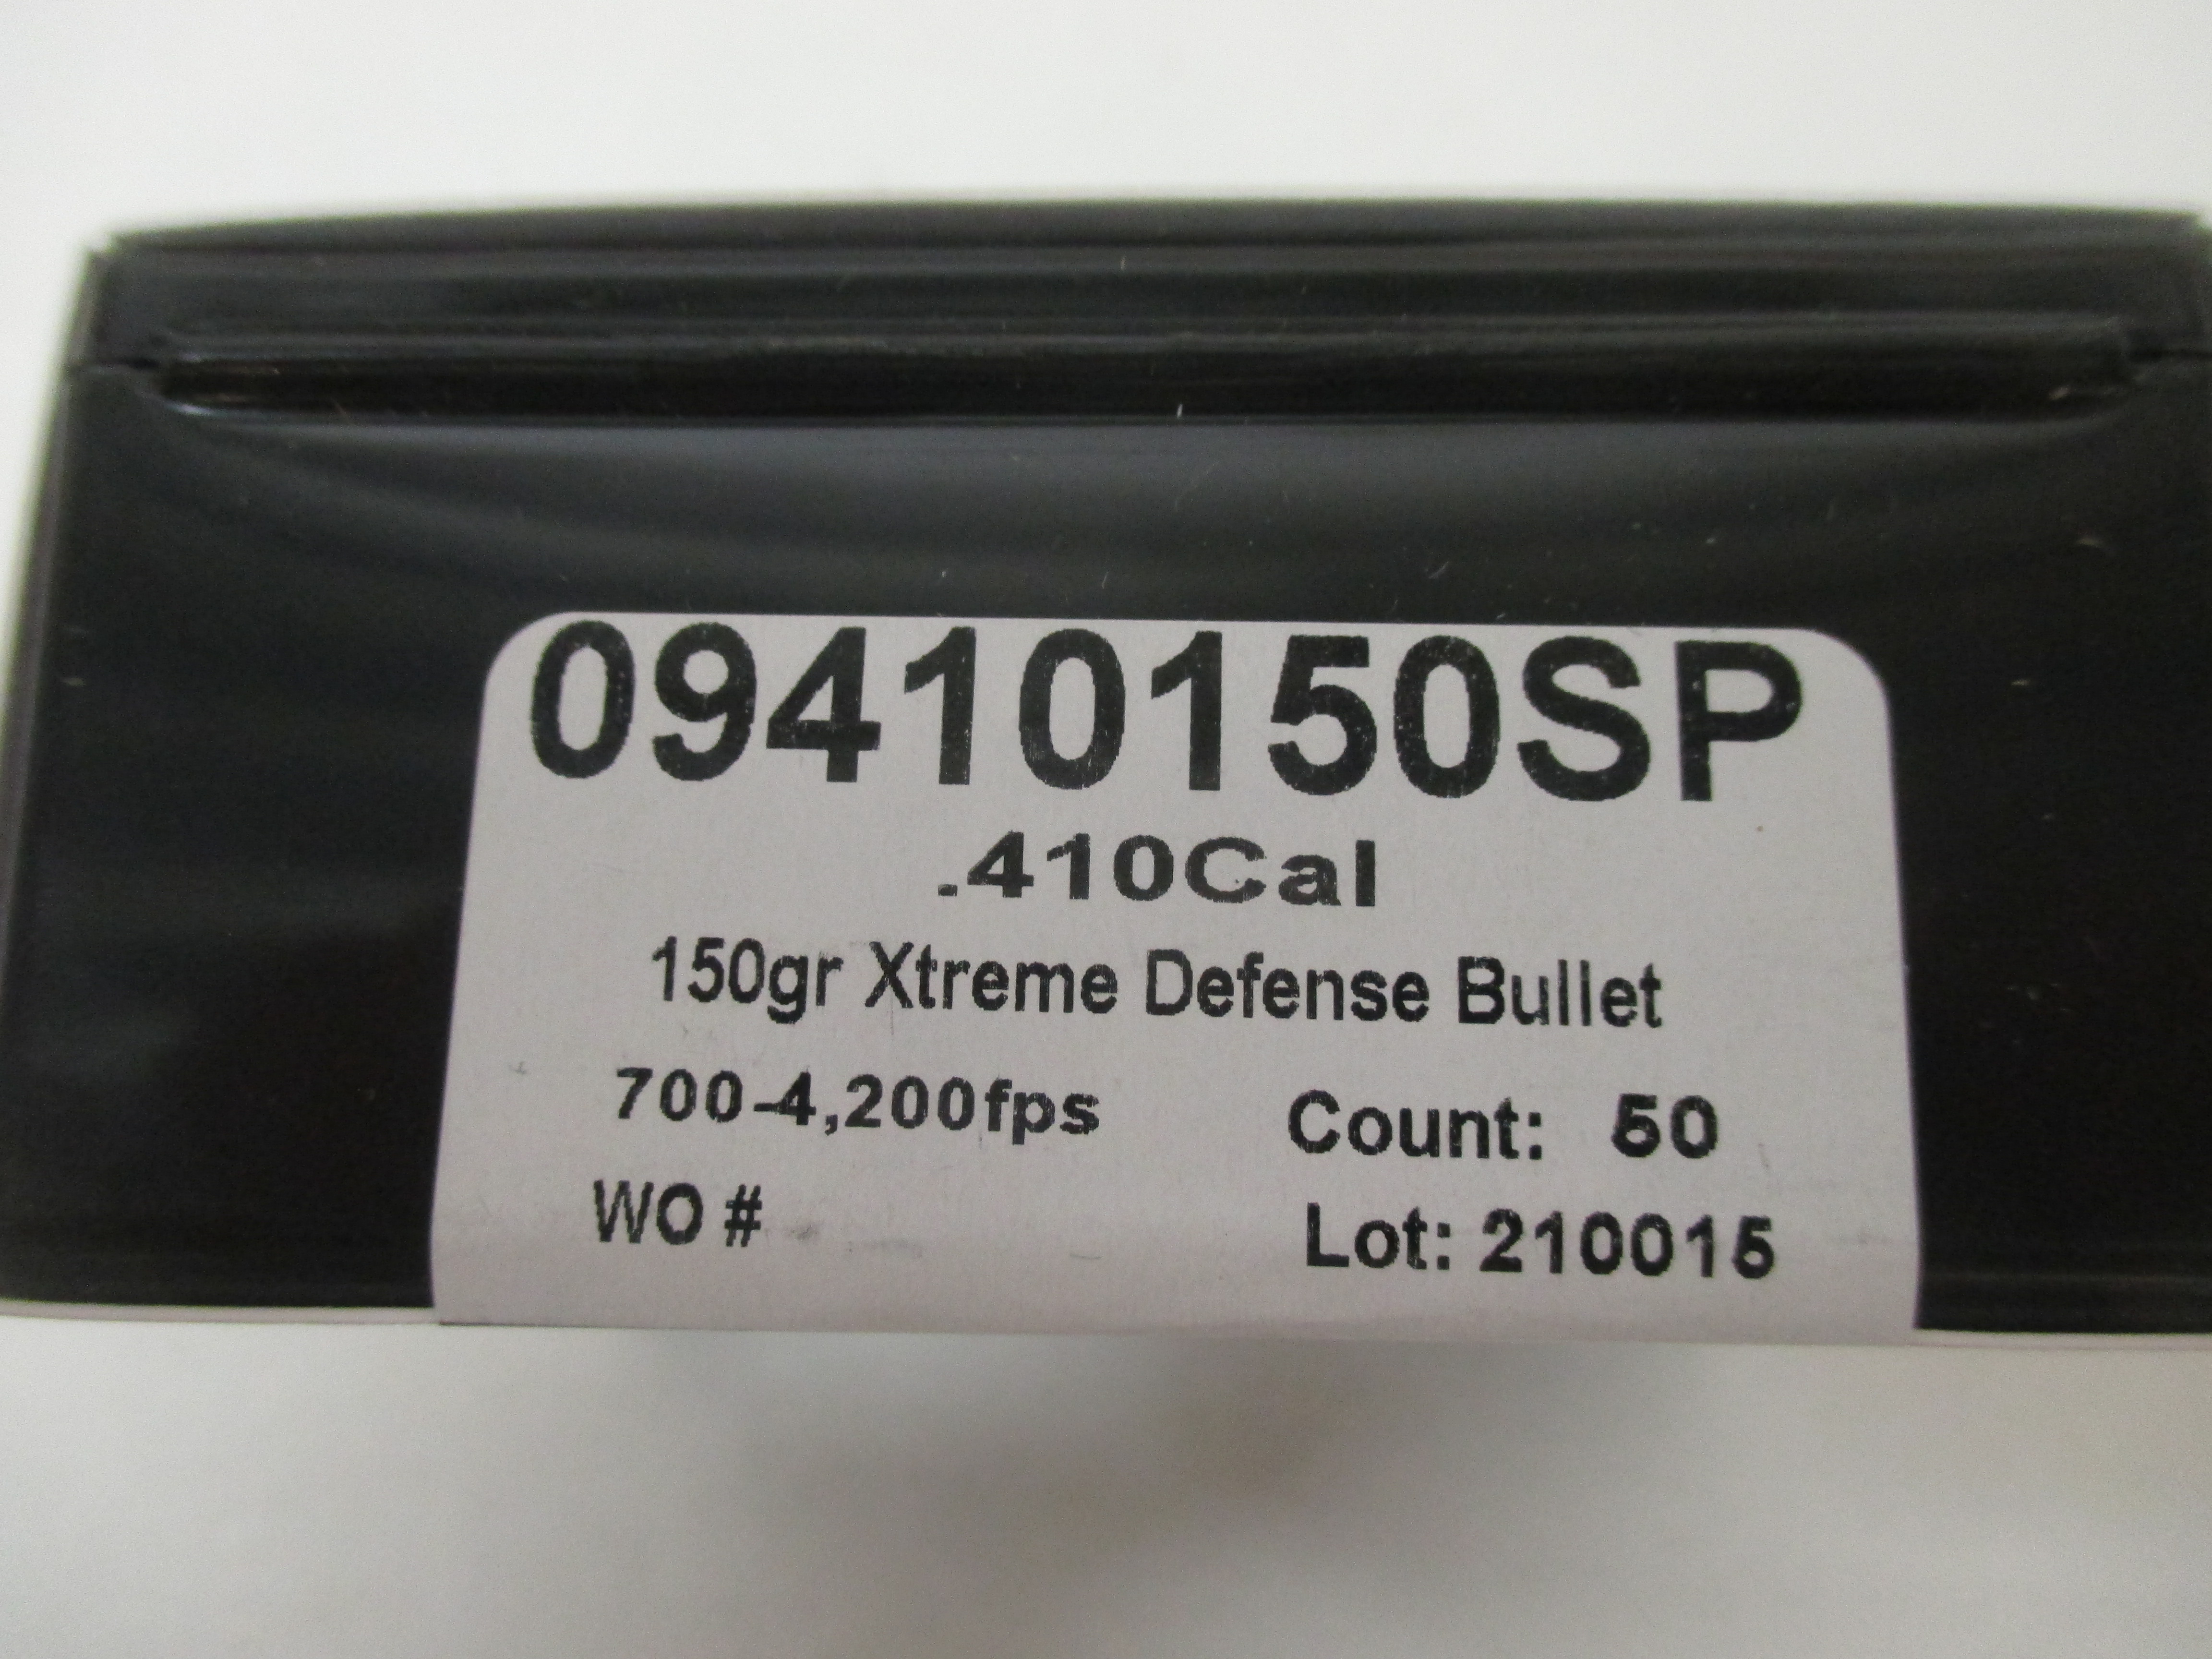 09410150SP
.410Cal
150gr Xtreme Defense Bullet
700-4,200fps Count: 50
WO # Lot: 210015